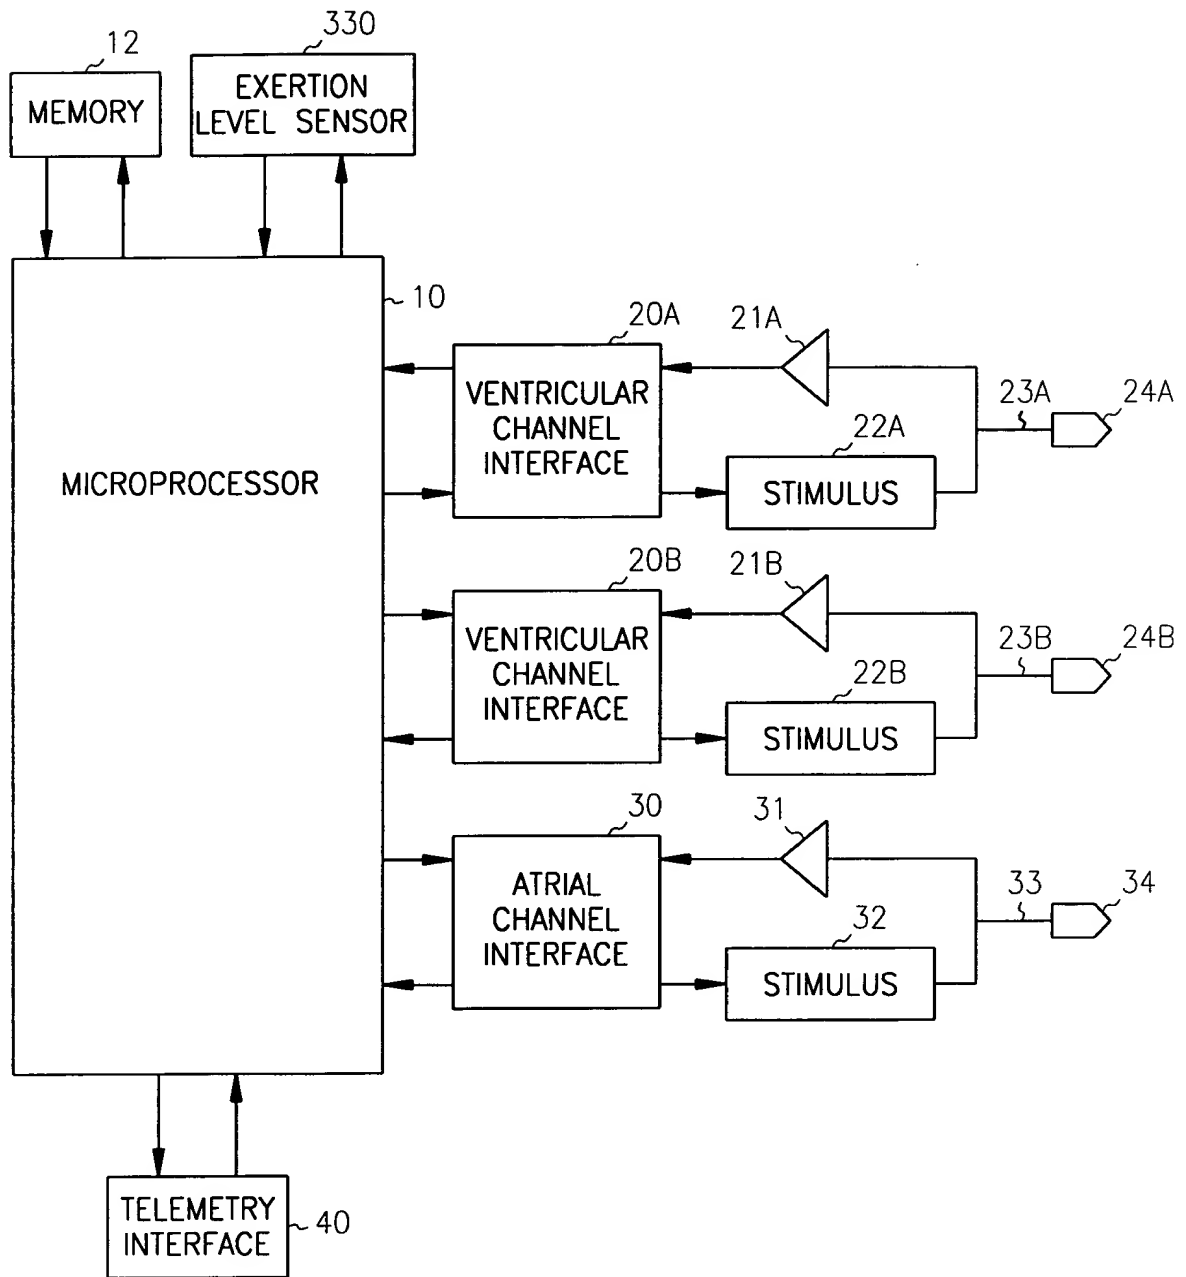 12
330
MEMORY
EXERTION
LEVEL SENSOR
10
MICROPROCESSOR
20A
VENTRICULAR
CHANNEL
INTERFACE
21A
22A
STIMULUS
23A
24A
20B
VENTRICULAR
CHANNEL
INTERFACE
21B
22B
STIMULUS
23B
24B
30
ATRIAL
CHANNEL
INTERFACE
31
32
STIMULUS
33
34
TELEMETRY
INTERFACE
40